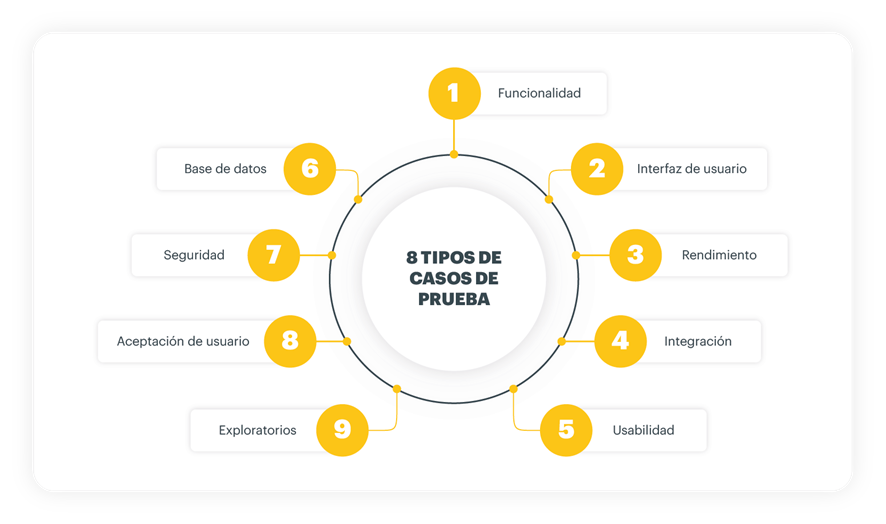 1 Funcionalidad
6 Base de datos
2 Interfaz de usuario
7 Seguridad
3 Rendimiento
8 TIPOS DE
CASOS DE
PRUEBA
8 Aceptación de usuario
4 Integración
9 Exploratorios
5 Usabilidad